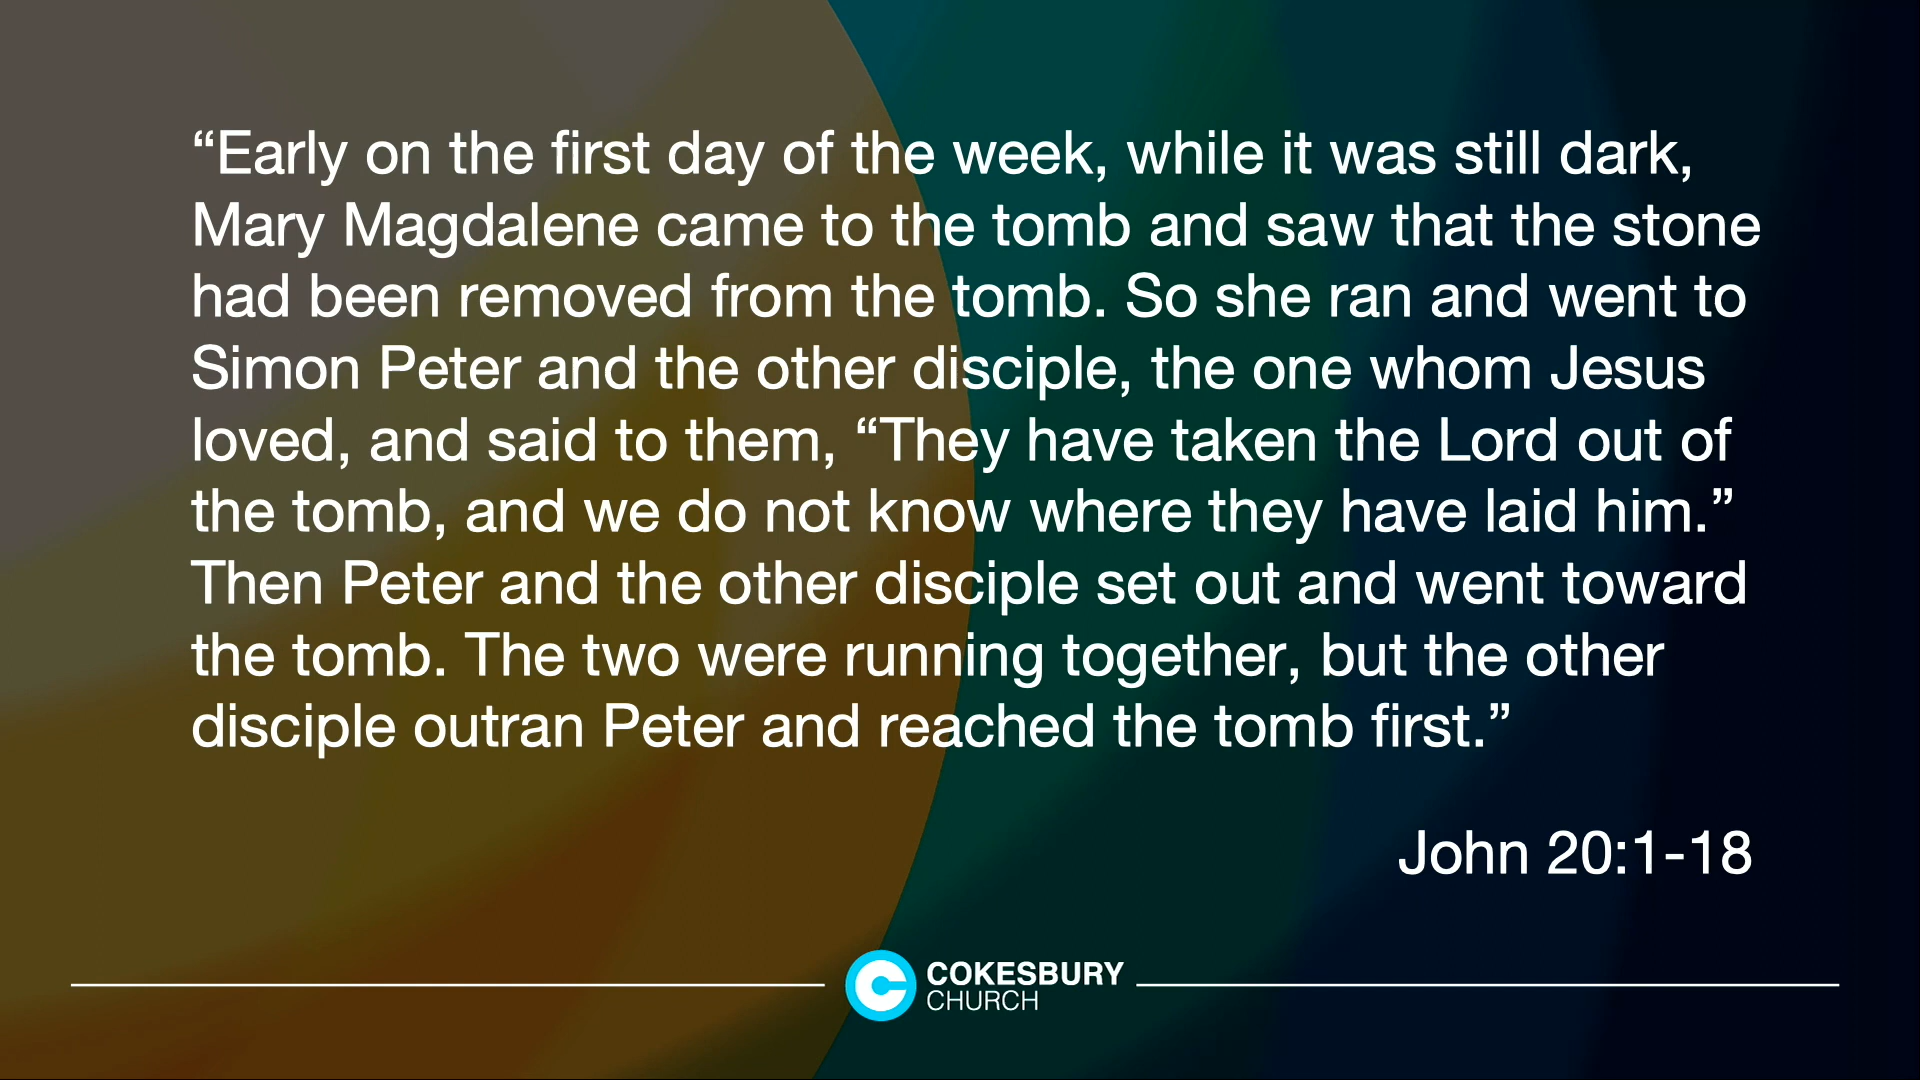 “Early on the first day of the week, while it was still dark,
Mary Magdalene came to the tomb and saw that the stone
had been removed from the tomb. So she ran and went to
Simon Peter and the other disciple, the one whom Jesus
loved, and said to them, “They have taken the Lord out of
the tomb, and we do not know where they have laid him.”
Then Peter and the other disciple set out and went toward
the tomb. The two were running together, but the other
disciple outran Peter and reached the tomb first.”
John 20:1-18
COKESBURY
CHURCH